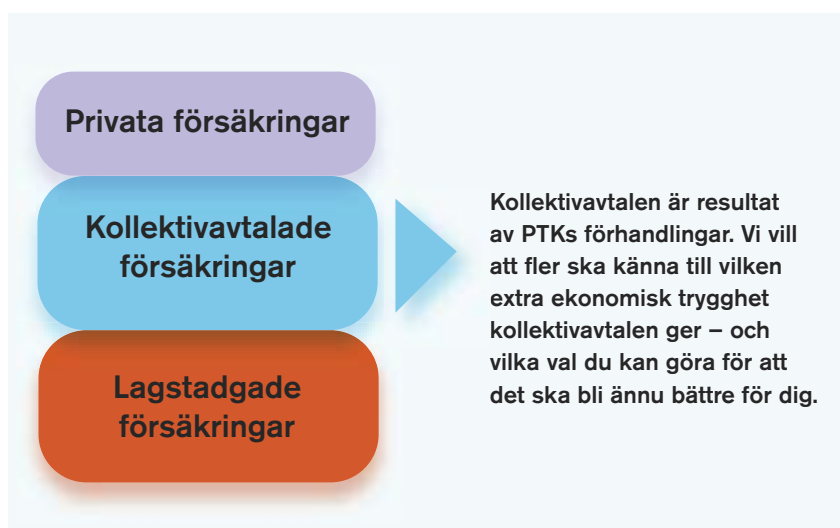 Privata försäkringar
Kollektivavtalade
försäkringar
Lagstadgade
försäkringar
Kollektivavtalen är resultat
av PTKs förhandlingar. Vi vill
att fler ska känna till vilken
extra ekonomisk trygghet
kollektivavtalen ger – och
vilka val du kan göra för att
det ska bli ännu bättre för dig.